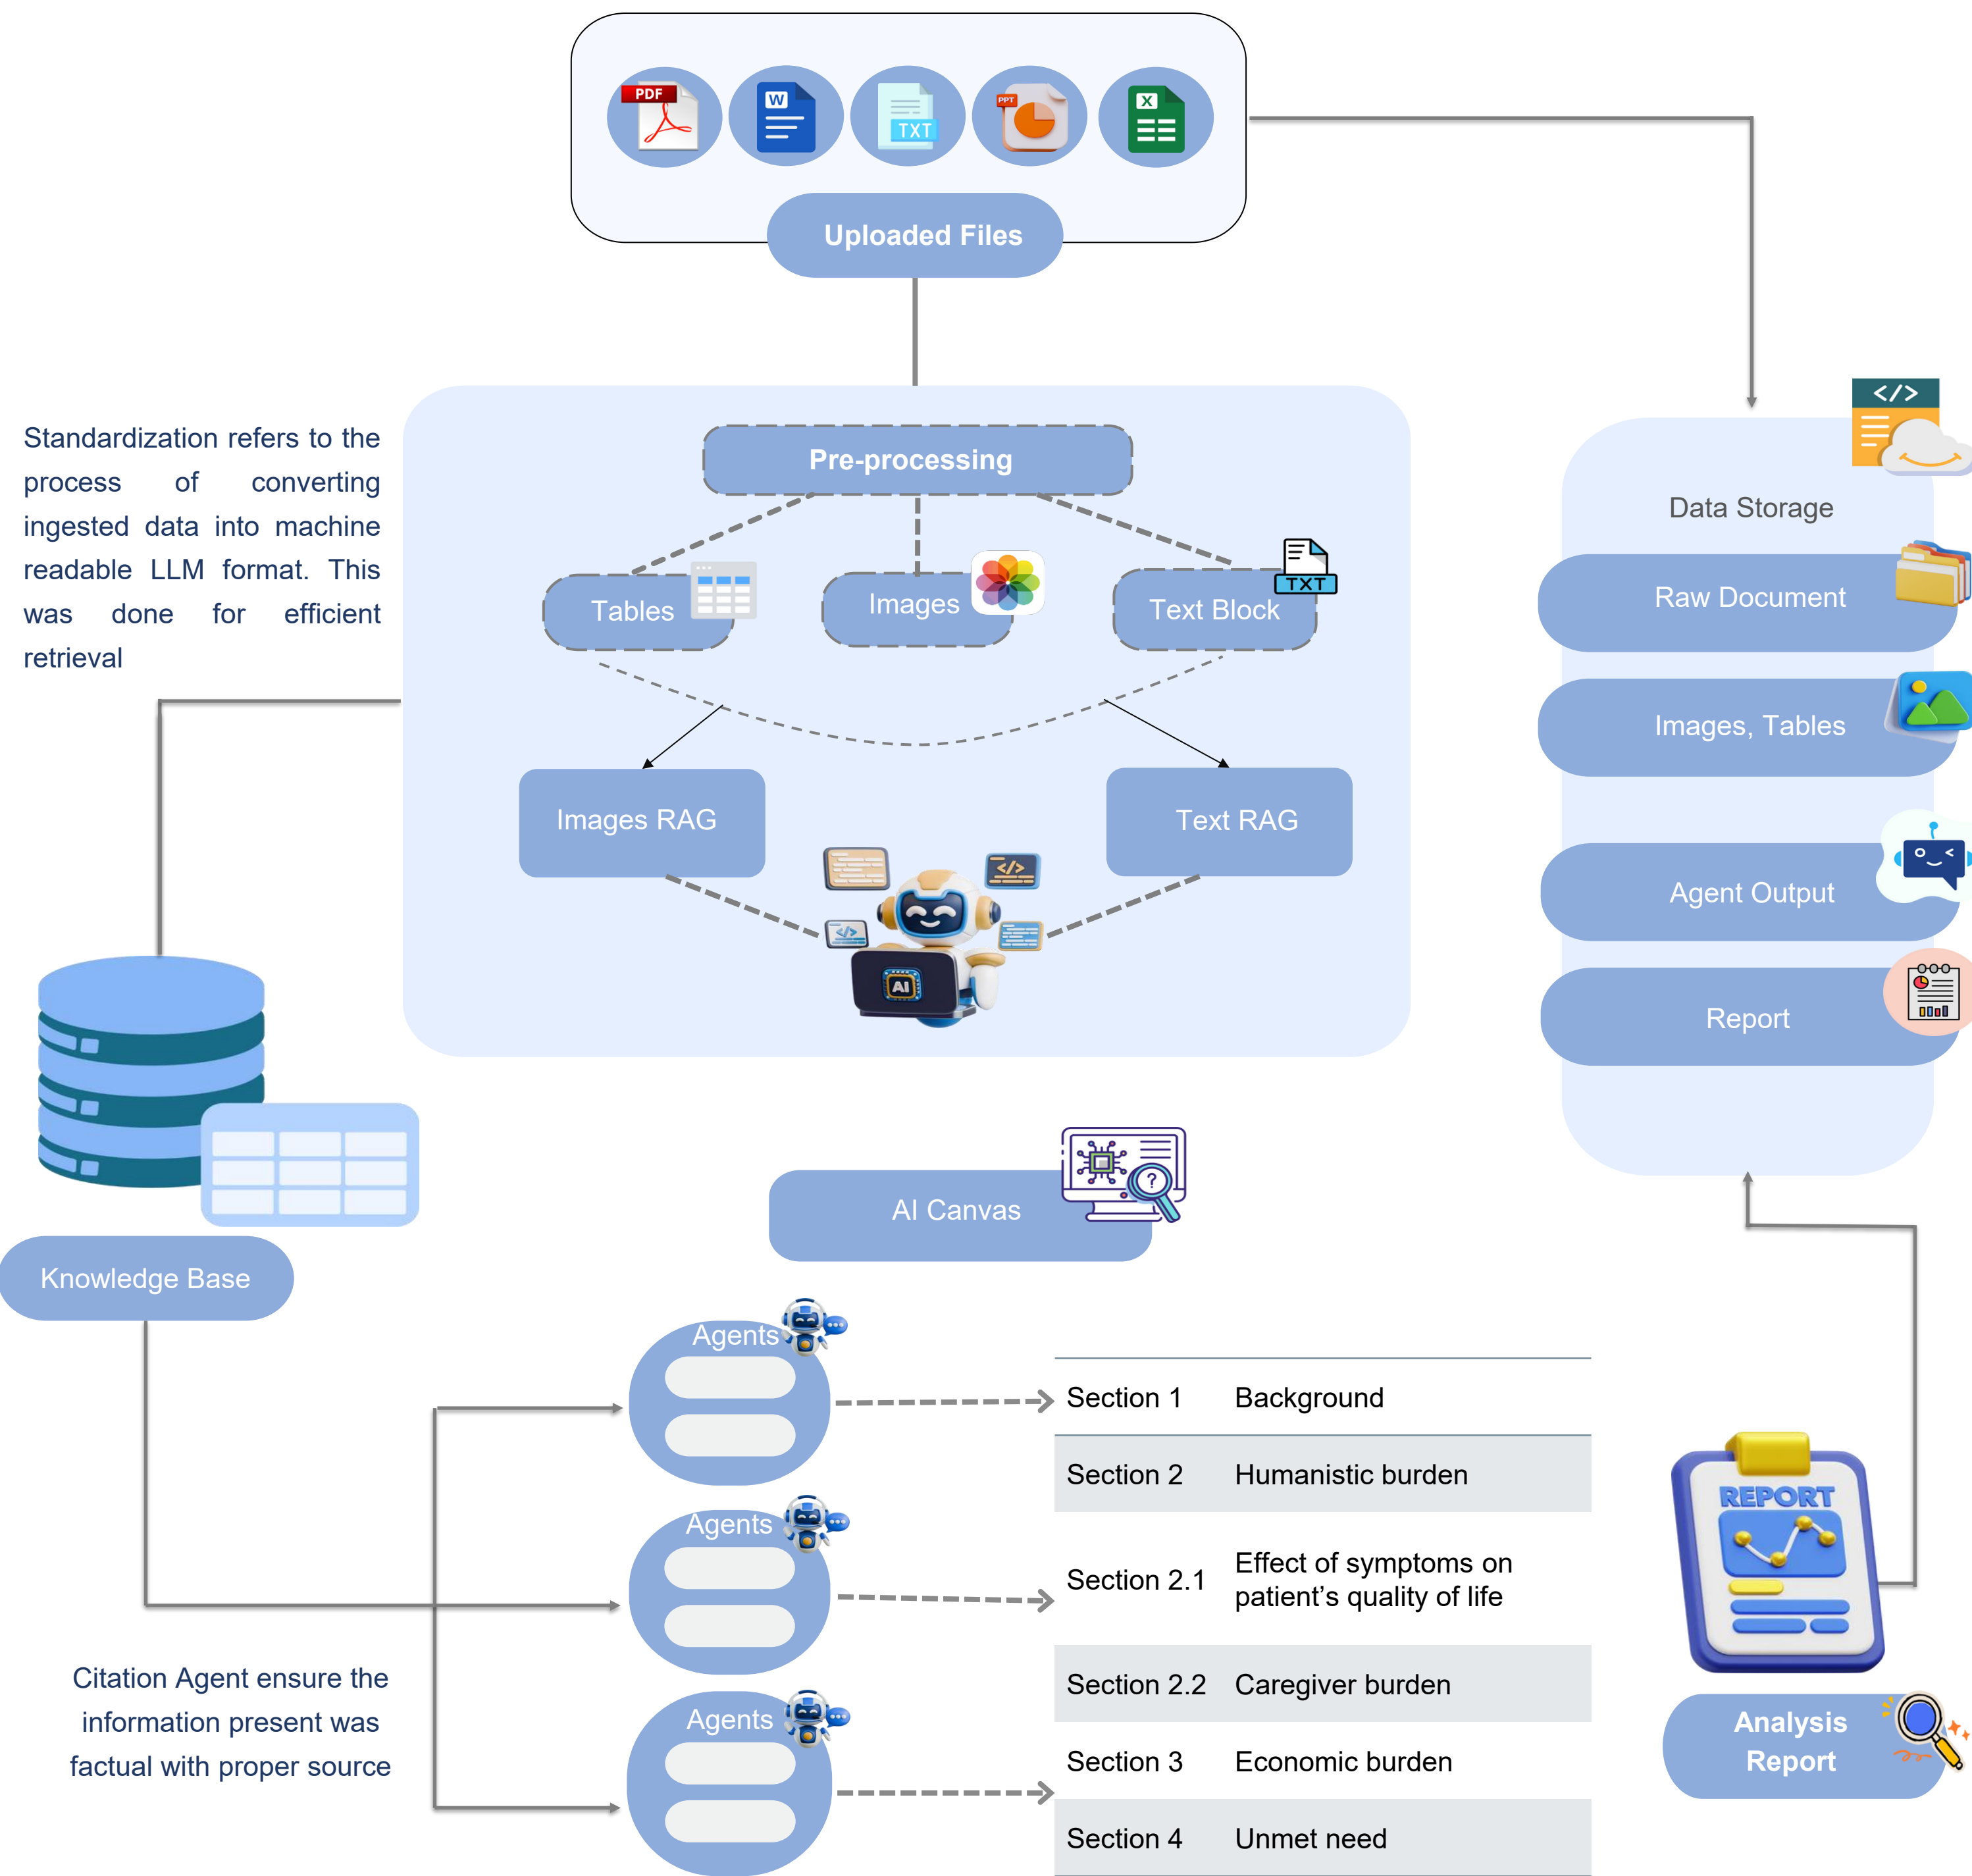 PDF
W
TXT
PPT
X
Uploaded Files
Standardization refers to the
process of converting
ingested data into machine
readable LLM format. This
was done for efficient
retrieval
Pre-processing
Tables
Images
Text Block
TXT
Images RAG
Text RAG
</>
</>
AI
</>
Data Storage
Raw Document
Images, Tables
Agent Output
Report
Knowledge Base
AI Canvas
?
Agents
Agents
Agents
Citation Agent ensure the
information present was
factual with proper source
Section 1 Background
Section 2 Humanistic burden
Section 2.1 Effect of symptoms on
patient’s quality of life
Section 2.2 Caregiver burden
Section 3 Economic burden
Section 4 Unmet need
REPORT
Analysis
Report